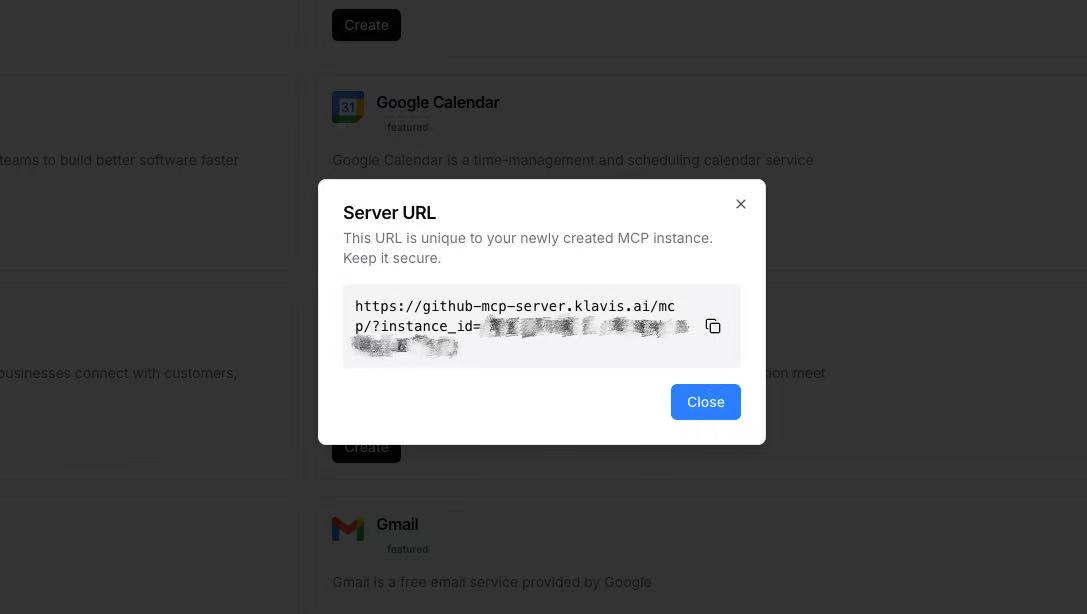 Create
31
Google Calendar
featured
teams to build better software faster
Google Calendar is a time-management and scheduling calendar service
Server URL
This URL is unique to your newly created MCP instance.
Keep it secure.
https://github-mcp-server.klavis.ai/mc
p/?instance_id=
businesses connect with customers,
meet
Close
Create
Gmail
featured
Gmail is a free email service provided by Google